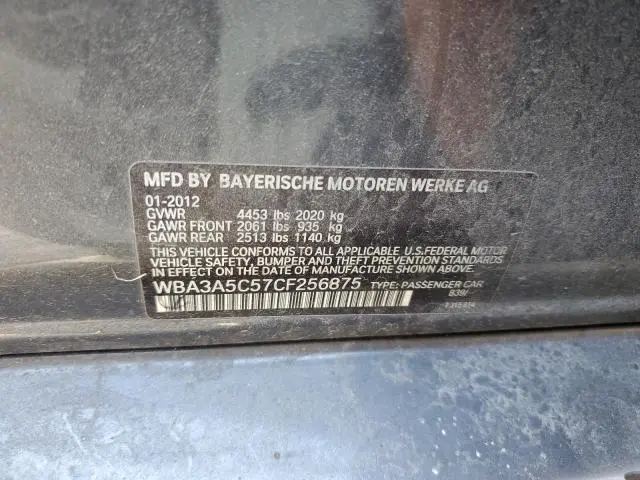 MFD BY BAYERISCHE MOTOREN WERKE AG
01-2012
GVWR 4453 lbs 2020 kg
GAWR FRONT 2061 lbs 935 kg
GAWR REAR 2513 lbs 1140 kg
THIS VEHICLE CONFORMS TO ALL APPLICABLE U.S.FEDERAL MOTOR
VEHICLE SAFETY, BUMPER AND THEFT PREVENTION STANDARDS
IN EFFECT ON THE DATE OF MANUFACTURE SHOWN ABOVE.
WBA3A5C57CF256875 TYPE: PASSENGER CAR
B39/